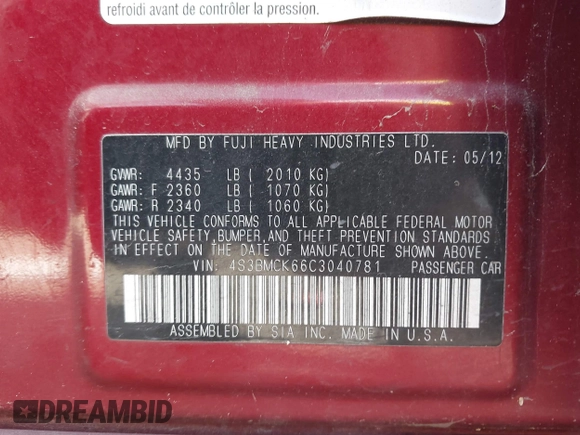 refroidi avant de contrôler la pression.
MFD BY FUJI HEAVY INDUSTRIES LTD.
DATE: 05/12
GVWR: 4435 LB ( 2010 KG)
GAWR: F 2360 LB ( 1070 KG)
GAWR: R 2340 LB ( 1060 KG)
THIS VEHICLE CONFORMS TO ALL APPLICABLE FEDERAL MOTOR
VEHICLE SAFETY,BUMPER,AND THEFT PREVENTION STANDARDS
IN EFFECT ON THE DATE OF MANUFACTURE SHOWN ABOVE.
VIN: 4S3BMCK66C3040781 PASSENGER CAR
ASSEMBLED BY SIA INC. MADE IN U.S.A.
DREAMBID